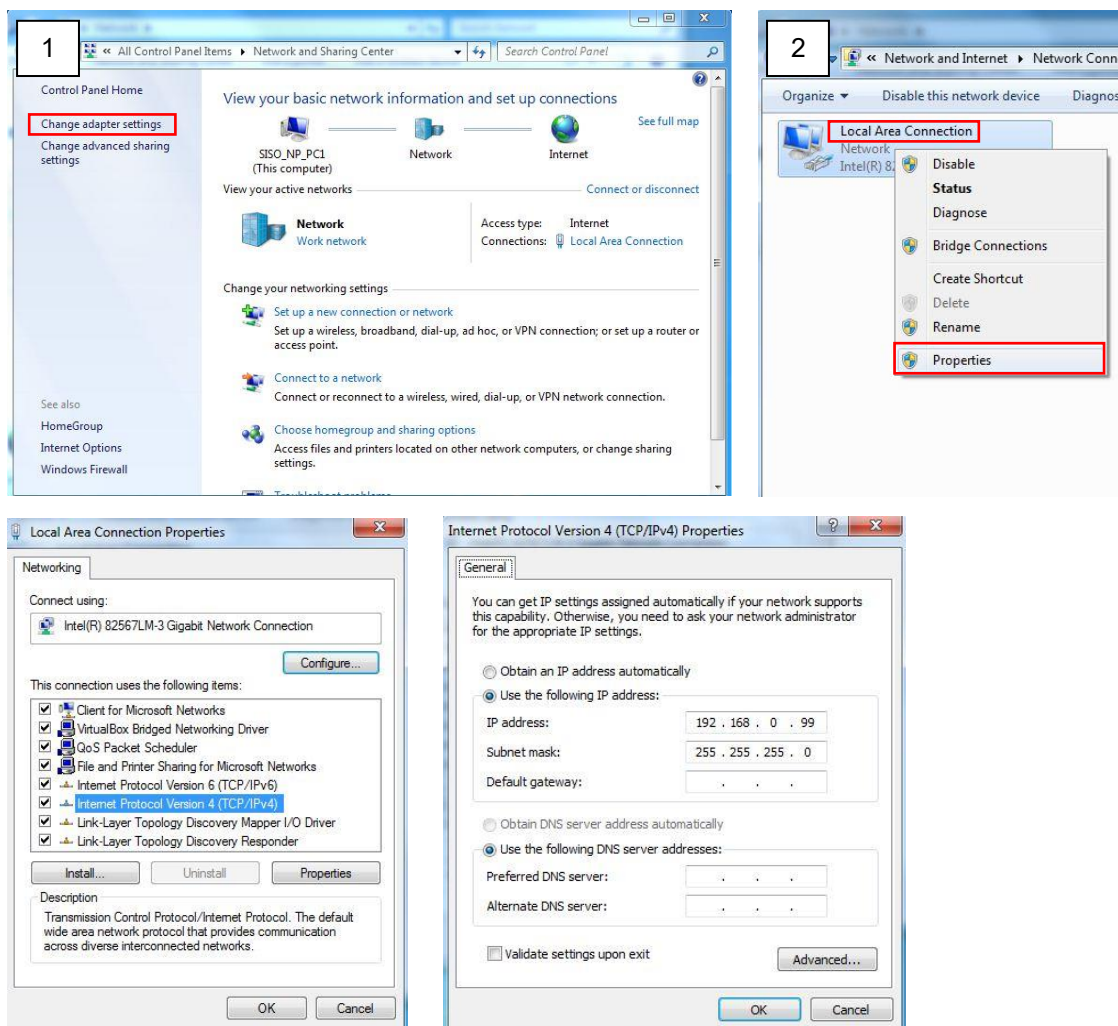 1
« All Control Panel Items ▸ Network and Sharing Center
Search Control Panel
Control Panel Home
Change adapter settings
Change advanced sharing
settings
See also
HomeGroup
Internet Options
Windows Firewall
View your basic network information and set up connections
See full map
SISO_NP_PC1
(This computer)
Network
Internet
View your active networks
Connect or disconnect
Network
Work network
Access type: Internet
Connections: Local Area Connection
Change your networking settings
Set up a new connection or network
Set up a wireless, broadband, dial-up, ad hoc, or VPN connection; or set up a router or
access point.
Connect to a network
Connect or reconnect to a wireless, wired, dial-up, or VPN network connection.
Choose homegroup and sharing options
Access files and printers located on other network computers, or change sharing
settings.
Troubleshoot problems
2
« Network and Internet ▸ Network Conn
Organize Disable this network device Diagnos
Local Area Connection
Network
Intel(R) 82
Disable
Status
Diagnose
Bridge Connections
Create Shortcut
Delete
Rename
Properties
Local Area Connection Properties
Networking
Connect using:
Intel(R) 82567LM-3 Gigabit Network Connection
Configure...
This connection uses the following items:
Client for Microsoft Networks
VirtualBox Bridged Networking Driver
QoS Packet Scheduler
File and Printer Sharing for Microsoft Networks
Internet Protocol Version 6 (TCP/IPv6)
Internet Protocol Version 4 (TCP/IPv4)
Link-Layer Topology Discovery Mapper I/O Driver
Link-Layer Topology Discovery Responder
Install... Uninstall Properties
Description
Transmission Control Protocol/Internet Protocol. The default
wide area network protocol that provides communication
across diverse interconnected networks.
OK Cancel
Internet Protocol Version 4 (TCP/IPv4) Properties
General
You can get IP settings assigned automatically if your network supports
this capability. Otherwise, you need to ask your network administrator
for the appropriate IP settings.
Obtain an IP address automatically
Use the following IP address:
IP address: 192 . 168 . 0 . 99
Subnet mask: 255 . 255 . 255 . 0
Default gateway: . . .
Obtain DNS server address automatically
Use the following DNS server addresses:
Preferred DNS server: . . .
Alternate DNS server: . . .
Validate settings upon exit
Advanced...
OK Cancel